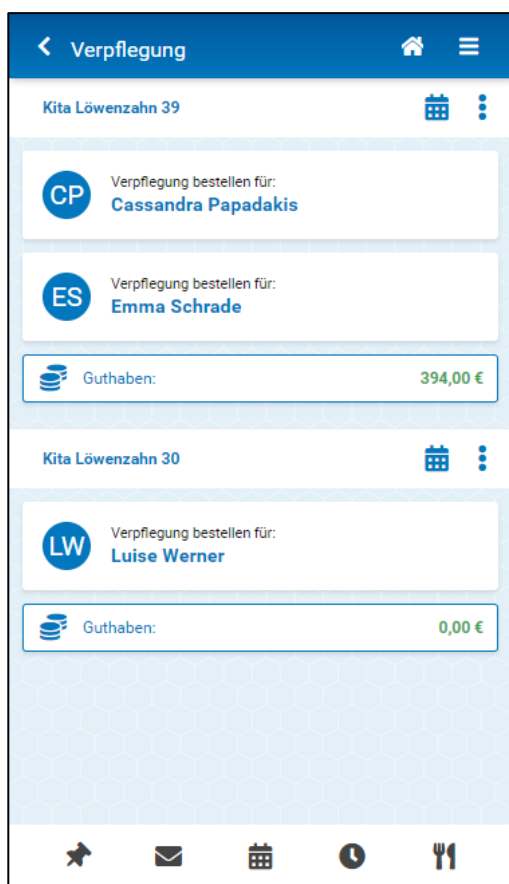 Verpflegung
Kita Löwenzahn 39
CP
Verpflegung bestellen für:
Cassandra Papadakis
ES
Verpflegung bestellen für:
Emma Schrade
Guthaben: 394,00 €
Kita Löwenzahn 30
LW
Verpflegung bestellen für:
Luise Werner
Guthaben: 0,00 €